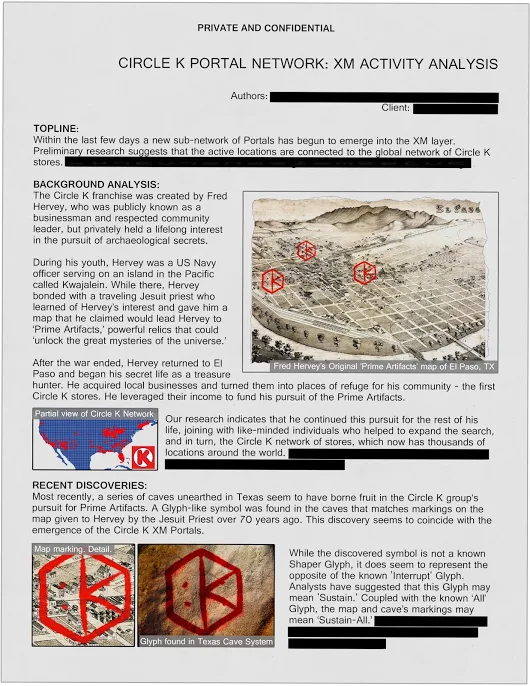 PRIVATE AND CONFIDENTIAL
CIRCLE K PORTAL NETWORK: XM ACTIVITY ANALYSIS
Authors:
Client:
TOPLINE:
Within the last few days a new sub-network of Portals has begun to emerge into the XM layer.
Preliminary research suggests that the active locations are connected to the global network of Circle K
stores.
BACKGROUND ANALYSIS:
The Circle K franchise was created by Fred
Hervey, who was publicly known as a
businessman and respected community
leader, but privately held a lifelong interest
in the pursuit of archaeological secrets.
During his youth, Hervey was a US Navy
officer serving on an island in the Pacific
called Kwajalein. While there, Hervey
bonded with a traveling Jesuit priest who
learned of Hervey's interest and gave him a
map that he claimed would lead Hervey to
'Prime Artifacts,' powerful relics that could
'unlock the great mysteries of the universe.'
After the war ended, Hervey returned to El
Paso and began his secret life as a treasure
El Paso
Fred Hervey's Original 'Prime Artifacts' map of El Paso, TX
hunter. He acquired local businesses and turned them into places of refuge for his community - the first
Circle K stores. He leveraged their income to fund his pursuit of the Prime Artifacts.
Partial view of Circle K Network
K
Our research indicates that he continued this pursuit for the rest of his
life, joining with like-minded individuals who helped to expand the search,
and in turn, the Circle K network of stores, which now has thousands of
locations around the world.
RECENT DISCOVERIES:
Most recently, a series of caves unearthed in Texas seem to have borne fruit in the Circle K group's
pursuit for Prime Artifacts. A Glyph-like symbol was found in the caves that matches markings on the
map given to Hervey by the Jesuit Priest over 70 years ago. This discovery seems to coincide with the
emergence of the Circle K XM Portals.
Map marking. Detail.
Glyph found in Texas Cave System
While the discovered symbol is not a known
Shaper Glyph, it does seem to represent the
opposite of the known 'Interrupt' Glyph.
Analysts have suggested that this Glyph may
mean 'Sustain.' Coupled with the known 'All'
Glyph, the map and cave's markings may
mean 'Sustain-All.'